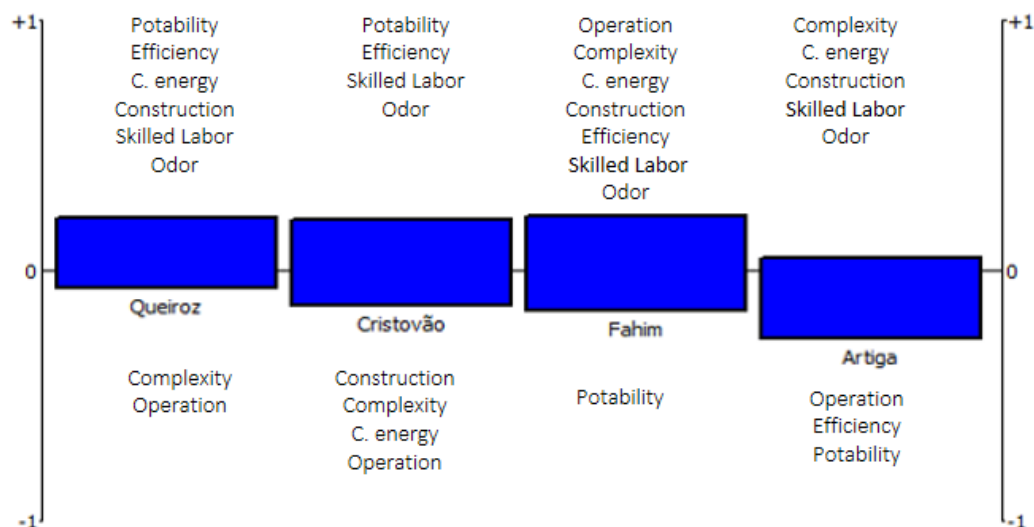 +1
Potability
Efficiency
C. energy
Construction
Skilled Labor
Odor
Potability
Efficiency
Skilled Labor
Odor
Operation
Complexity
C. energy
Construction
Efficiency
Skilled Labor
Odor
Complexity
C. energy
Construction
Skilled Labor
Odor
+1
0
+0
Queiroz
Cristovão
Fahim
Artiga
Complexity
Operation
Construction
Complexity
C. energy
Operation
Potability
Operation
Efficiency
Potability
-1
-1